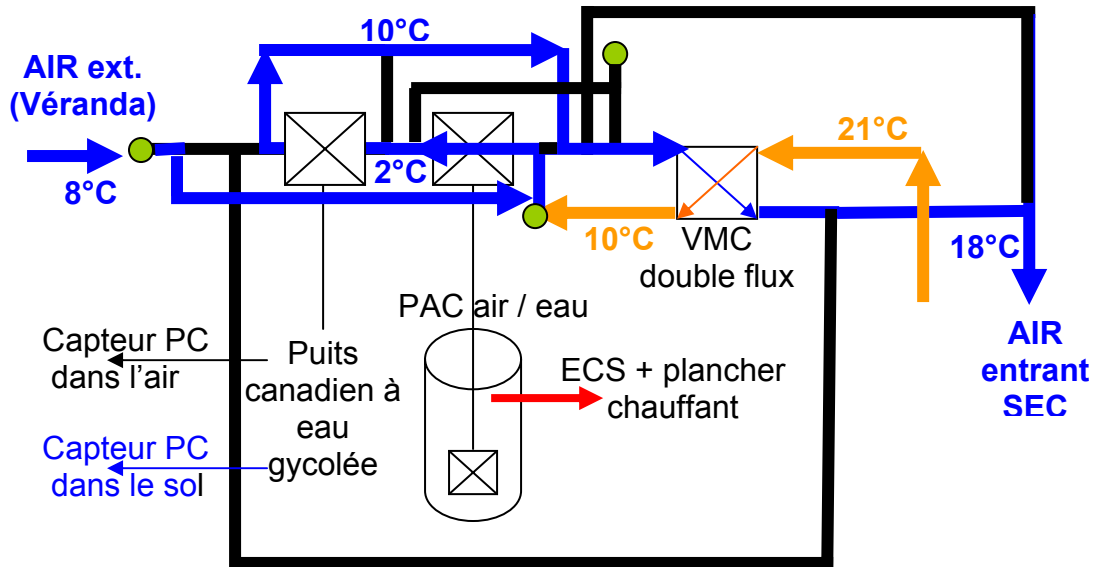 10°C
AIR ext.
(Véranda)
8°C
2°C
21°C
10°C
VMC
double flux
18°C
PAC air / eau
AIR
entrant
SEC
Capteur PC
dans l'air
Puits
canadien à
eau
gycolée
ECS + plancher
chauffant
Capteur PC
dans le sol